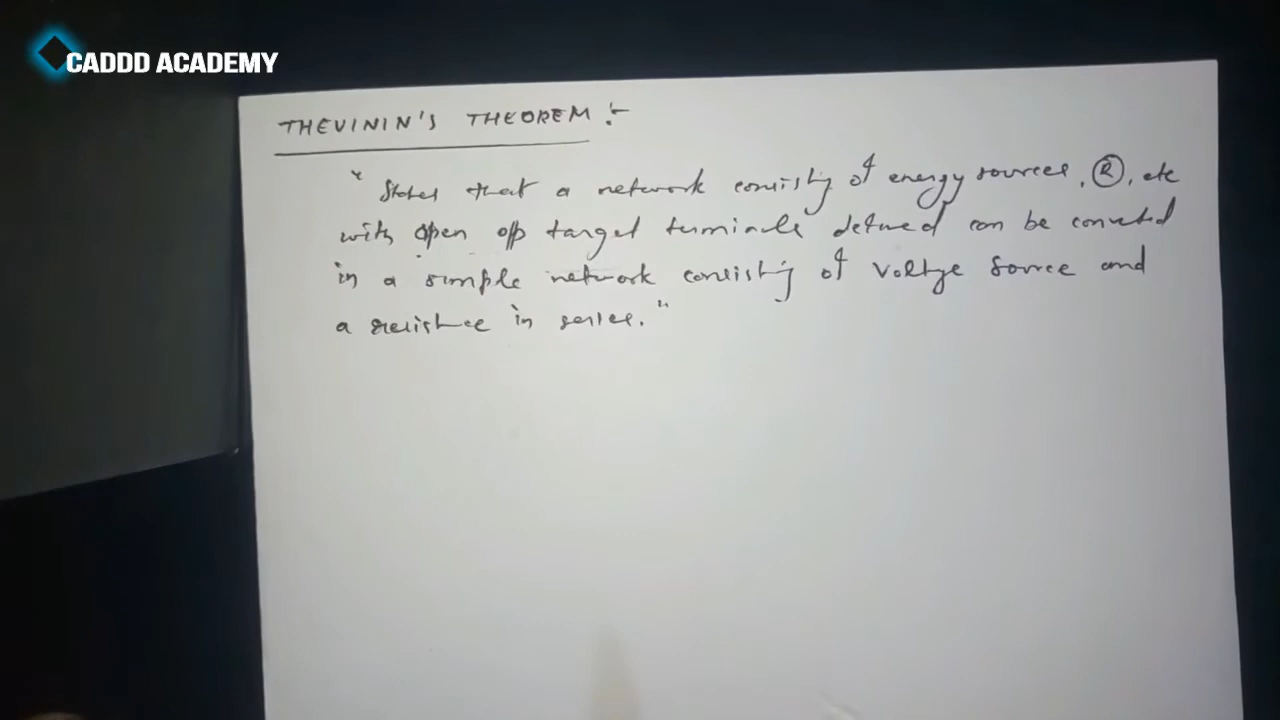 CADDD ACADEMY
THEVININ'S THEOREM :-
" States that a network consisting of energy sources, R, etc
with open o/p target terminals defined can be converted
in a simple network consisting of voltage source and
a resistance in series. "